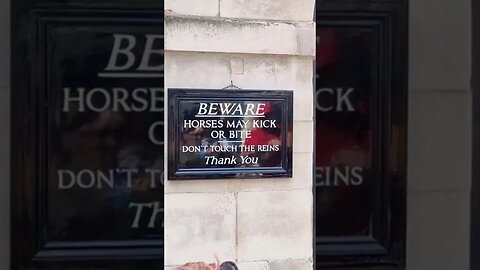 BEWARE
HORSES MAY KICK
OR BITE
DON'T TOUCH THE REINS
Thank You